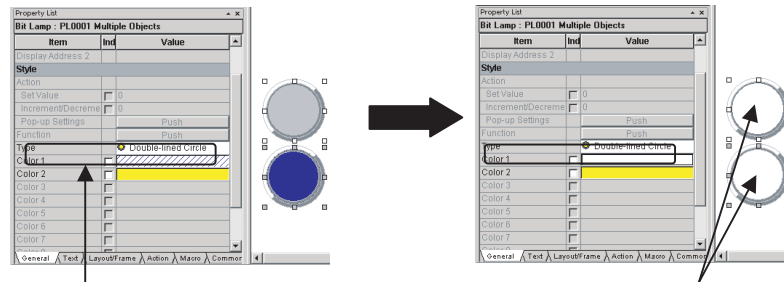 Property List
Bit Lamp : PL0001 Multiple Objects
Item Ind Value
Display Address 2
Style
Action
Set Value 0
Increment/Decreme 0
Pop-up Settings Push
Function Push
Type Double-lined Circle
Color 1
Color 2
Color 3
Color 4
Color 5
Color 6
Color 7
General Text Layout/Frame Action Macro Common
Property List
Bit Lamp : PL0001 Multiple Objects
Item Ind Value
Display Address 2
Style
Action
Set Value 0
Increment/Decreme 0
Pop-up Settings Push
Function Push
Type Double-lined Circle
Color 1
Color 2
Color 3
Color 4
Color 5
Color 6
Color 7
General Text Layout/Frame Action Macro Common